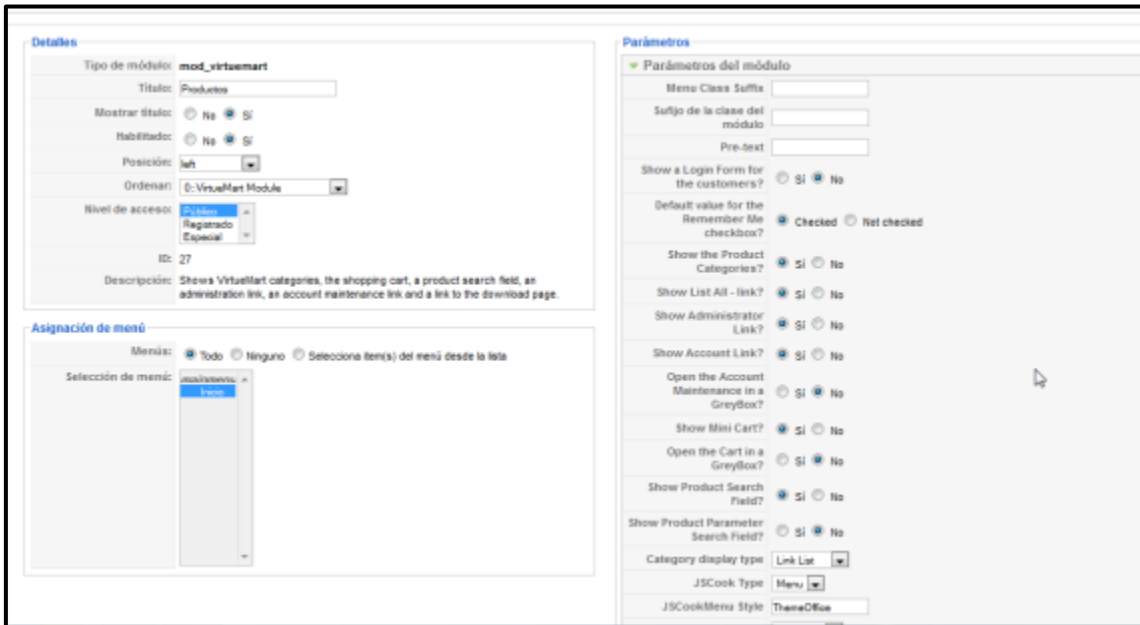 Detalles
Tipo de módulo: mod_virtuemart
Título: Productos
Mostrar título: No Sí
Habilitado: No Sí
Posición: left
Ordenar: 0::VirtueMart Module
Nivel de acceso: Público
Registrado
Especial
ID: 27
Descripción: Shows VirtueMart categories, the shopping cart, a product search field, an
administration link, an account maintenance link and a link to the download page.
Asignación de menú
Menús: Todo Ninguno Selecciona ítem(s) del menú desde la lista
Selección de menú: mainmenu
Inicio
Parámetros
Parámetros del módulo
Menu Class Suffix
Sufijo de la clase del
módulo
Pre-text
Show a Login Form for
the customers? Sí No
Default value for the
Remember Me
checkbox? Checked Not checked
Show the Product
Categories? Sí No
Show List All - link? Sí No
Show Administrator
Link? Sí No
Show Account Link? Sí No
Open the Account
Maintenance in a
GreyBox? Sí No
Show Mini Cart? Sí No
Open the Cart in a
GreyBox? Sí No
Show Product Search
Field? Sí No
Show Product Parameter
Search Field? Sí No
Category display type Link List
JSCook Type Menu
JSCookMenu Style ThemeOffice